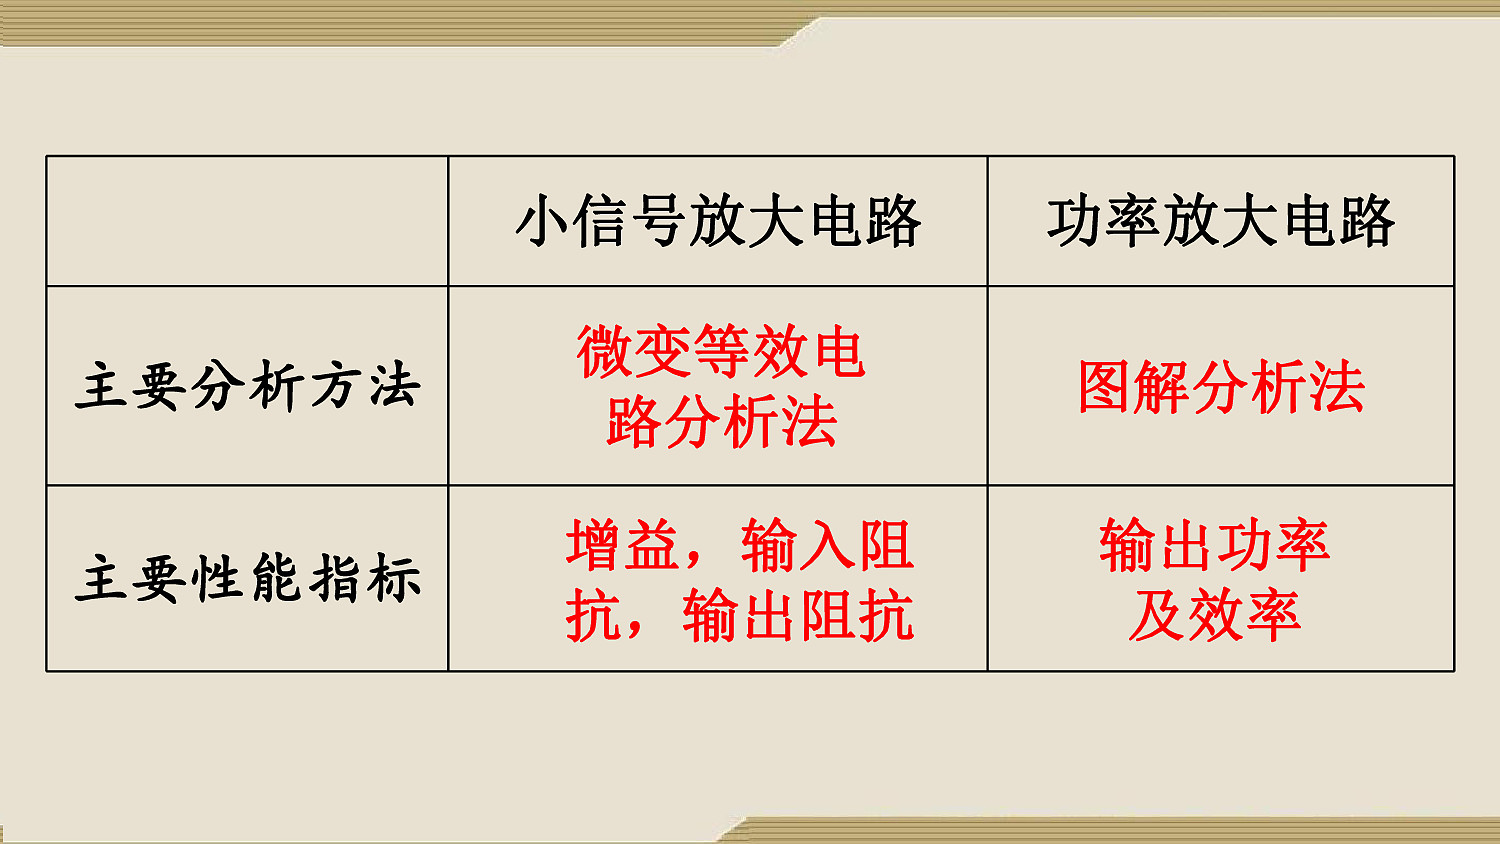 小信号放大电路
功率放大电路
主要分析方法
微变等效电
路分析法
图解分析法
主要性能指标
增益，输入阻
抗，输出阻抗
输出功率
及效率